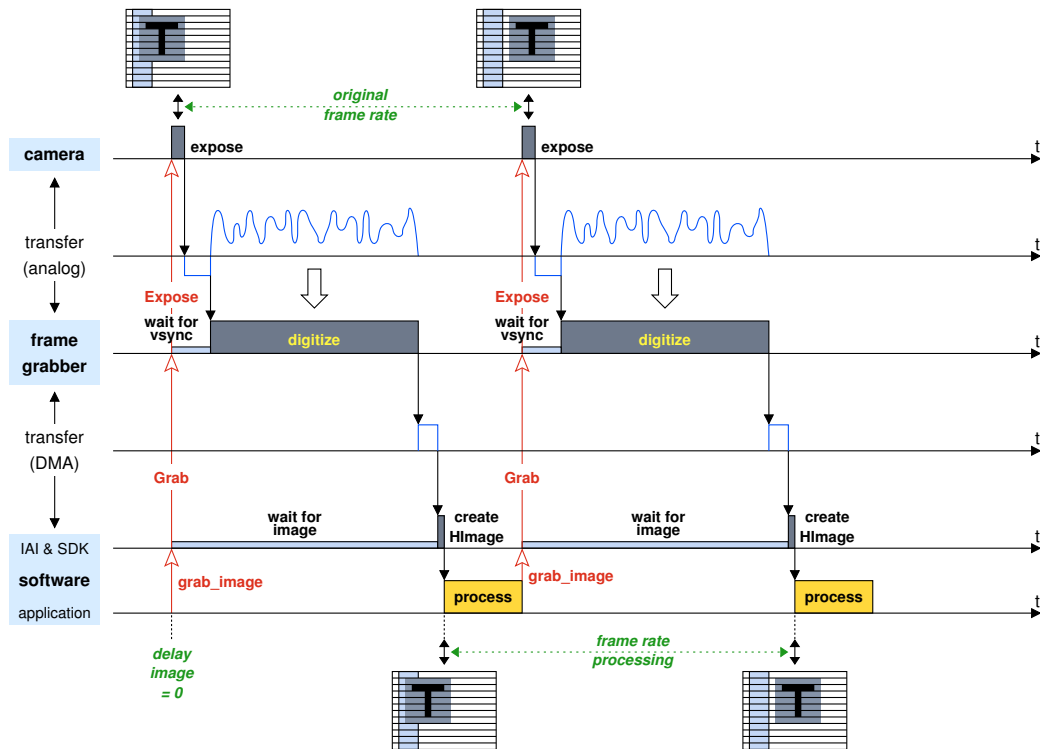 T
T
original
frame rate
camera
expose
expose
t
transfer
(analog)
t
Expose
Expose
frame
grabber
wait for
vsync
digitize
wait for
vsync
digitize
t
transfer
(DMA)
t
Grab
Grab
IAI & SDK
software
application
wait for
image
create
HImage
wait for
image
create
HImage
t
grab_image
process
grab_image
process
t
delay
image
= 0
frame rate
processing
T
T